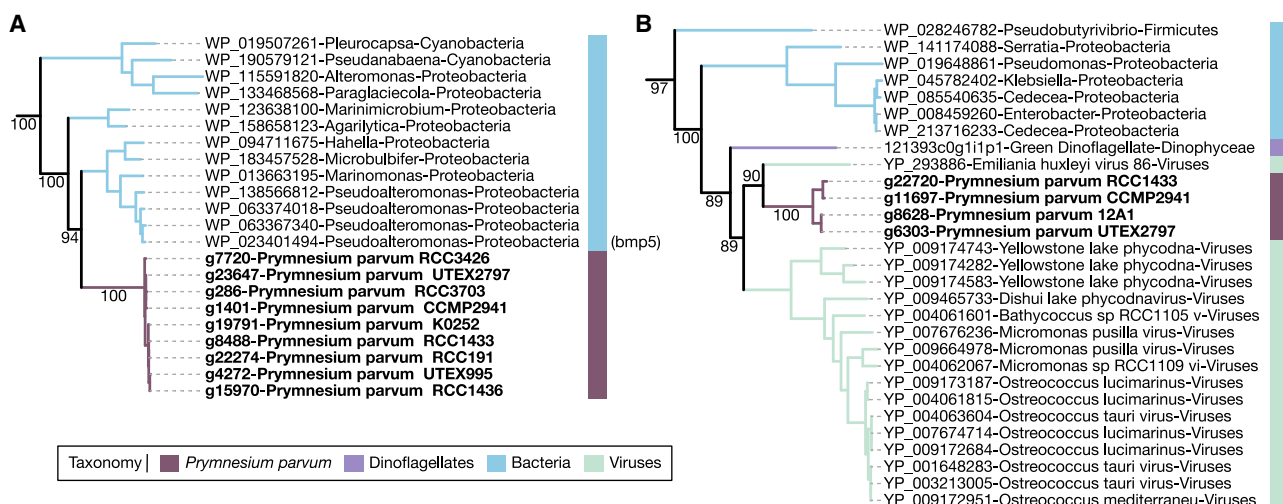 A
WP_019507261-Pleurocapsa-Cyanobacteria
WP_190579121-Pseudanabaena-Cyanobacteria
WP_115591820-Alteromonas-Proteobacteria
WP_133468568-Paraglaciecola-Proteobacteria
WP_123638100-Marinimicrobium-Proteobacteria
WP_158658123-Agarilytica-Proteobacteria
WP_094711675-Hahella-Proteobacteria
WP_183457528-Microbulbifer-Proteobacteria
WP_013663195-Marinomonas-Proteobacteria
WP_138566812-Pseudoalteromonas-Proteobacteria
WP_063374018-Pseudoalteromonas-Proteobacteria
WP_063367340-Pseudoalteromonas-Proteobacteria
WP_023401494-Pseudoalteromonas-Proteobacteria
(bmp5)
g7720-Prymnesium parvum RCC3426
g23647-Prymnesium parvum UTEX2797
g286-Prymnesium parvum RCC3703
g1401-Prymnesium parvum CCMP2941
g19791-Prymnesium parvum K0252
g8488-Prymnesium parvum RCC1433
g22274-Prymnesium parvum RCC191
g4272-Prymnesium parvum UTEX995
g15970-Prymnesium parvum RCC1436
100
100
94
100
Taxonomy
Prymnesium parvum
Dinoflagellates
Bacteria
Viruses
B
WP_028246782-Pseudobutyrivibrio-Firmicutes
WP_141174088-Serratia-Proteobacteria
WP_019648861-Pseudomonas-Proteobacteria
WP_045782402-Klebsiella-Proteobacteria
WP_085540635-Cedecea-Proteobacteria
WP_008459260-Enterobacter-Proteobacteria
WP_213716233-Cedecea-Proteobacteria
121393c0g1i1p1-Green Dinoflagellate-Dinophyceae
YP_293886-Emiliania huxleyi virus 86-Viruses
g22720-Prymnesium parvum RCC1433
g11697-Prymnesium parvum CCMP2941
g8628-Prymnesium parvum 12A1
g6303-Prymnesium parvum UTEX2797
YP_009174743-Yellowstone lake phycodna-Viruses
YP_009174282-Yellowstone lake phycodna-Viruses
YP_009174583-Yellowstone lake phycodna-Viruses
YP_009465733-Dishui lake phycodnavirus-Viruses
YP_004061601-Bathycoccus sp RCC1105 v-Viruses
YP_007676236-Micromonas pusilla virus-Viruses
YP_009664978-Micromonas pusilla virus-Viruses
YP_004062067-Micromonas sp RCC1109 vi-Viruses
YP_009173187-Ostreococcus lucimarinus-Viruses
YP_004061815-Ostreococcus lucimarinus-Viruses
YP_004063604-Ostreococcus tauri virus-Viruses
YP_007674714-Ostreococcus lucimarinus-Viruses
YP_009172684-Ostreococcus lucimarinus-Viruses
YP_001648283-Ostreococcus tauri virus-Viruses
YP_003213005-Ostreococcus tauri virus-Viruses
YP_009172951-Ostreococcus mediterraneu-Viruses
97
100
89
90
100
89